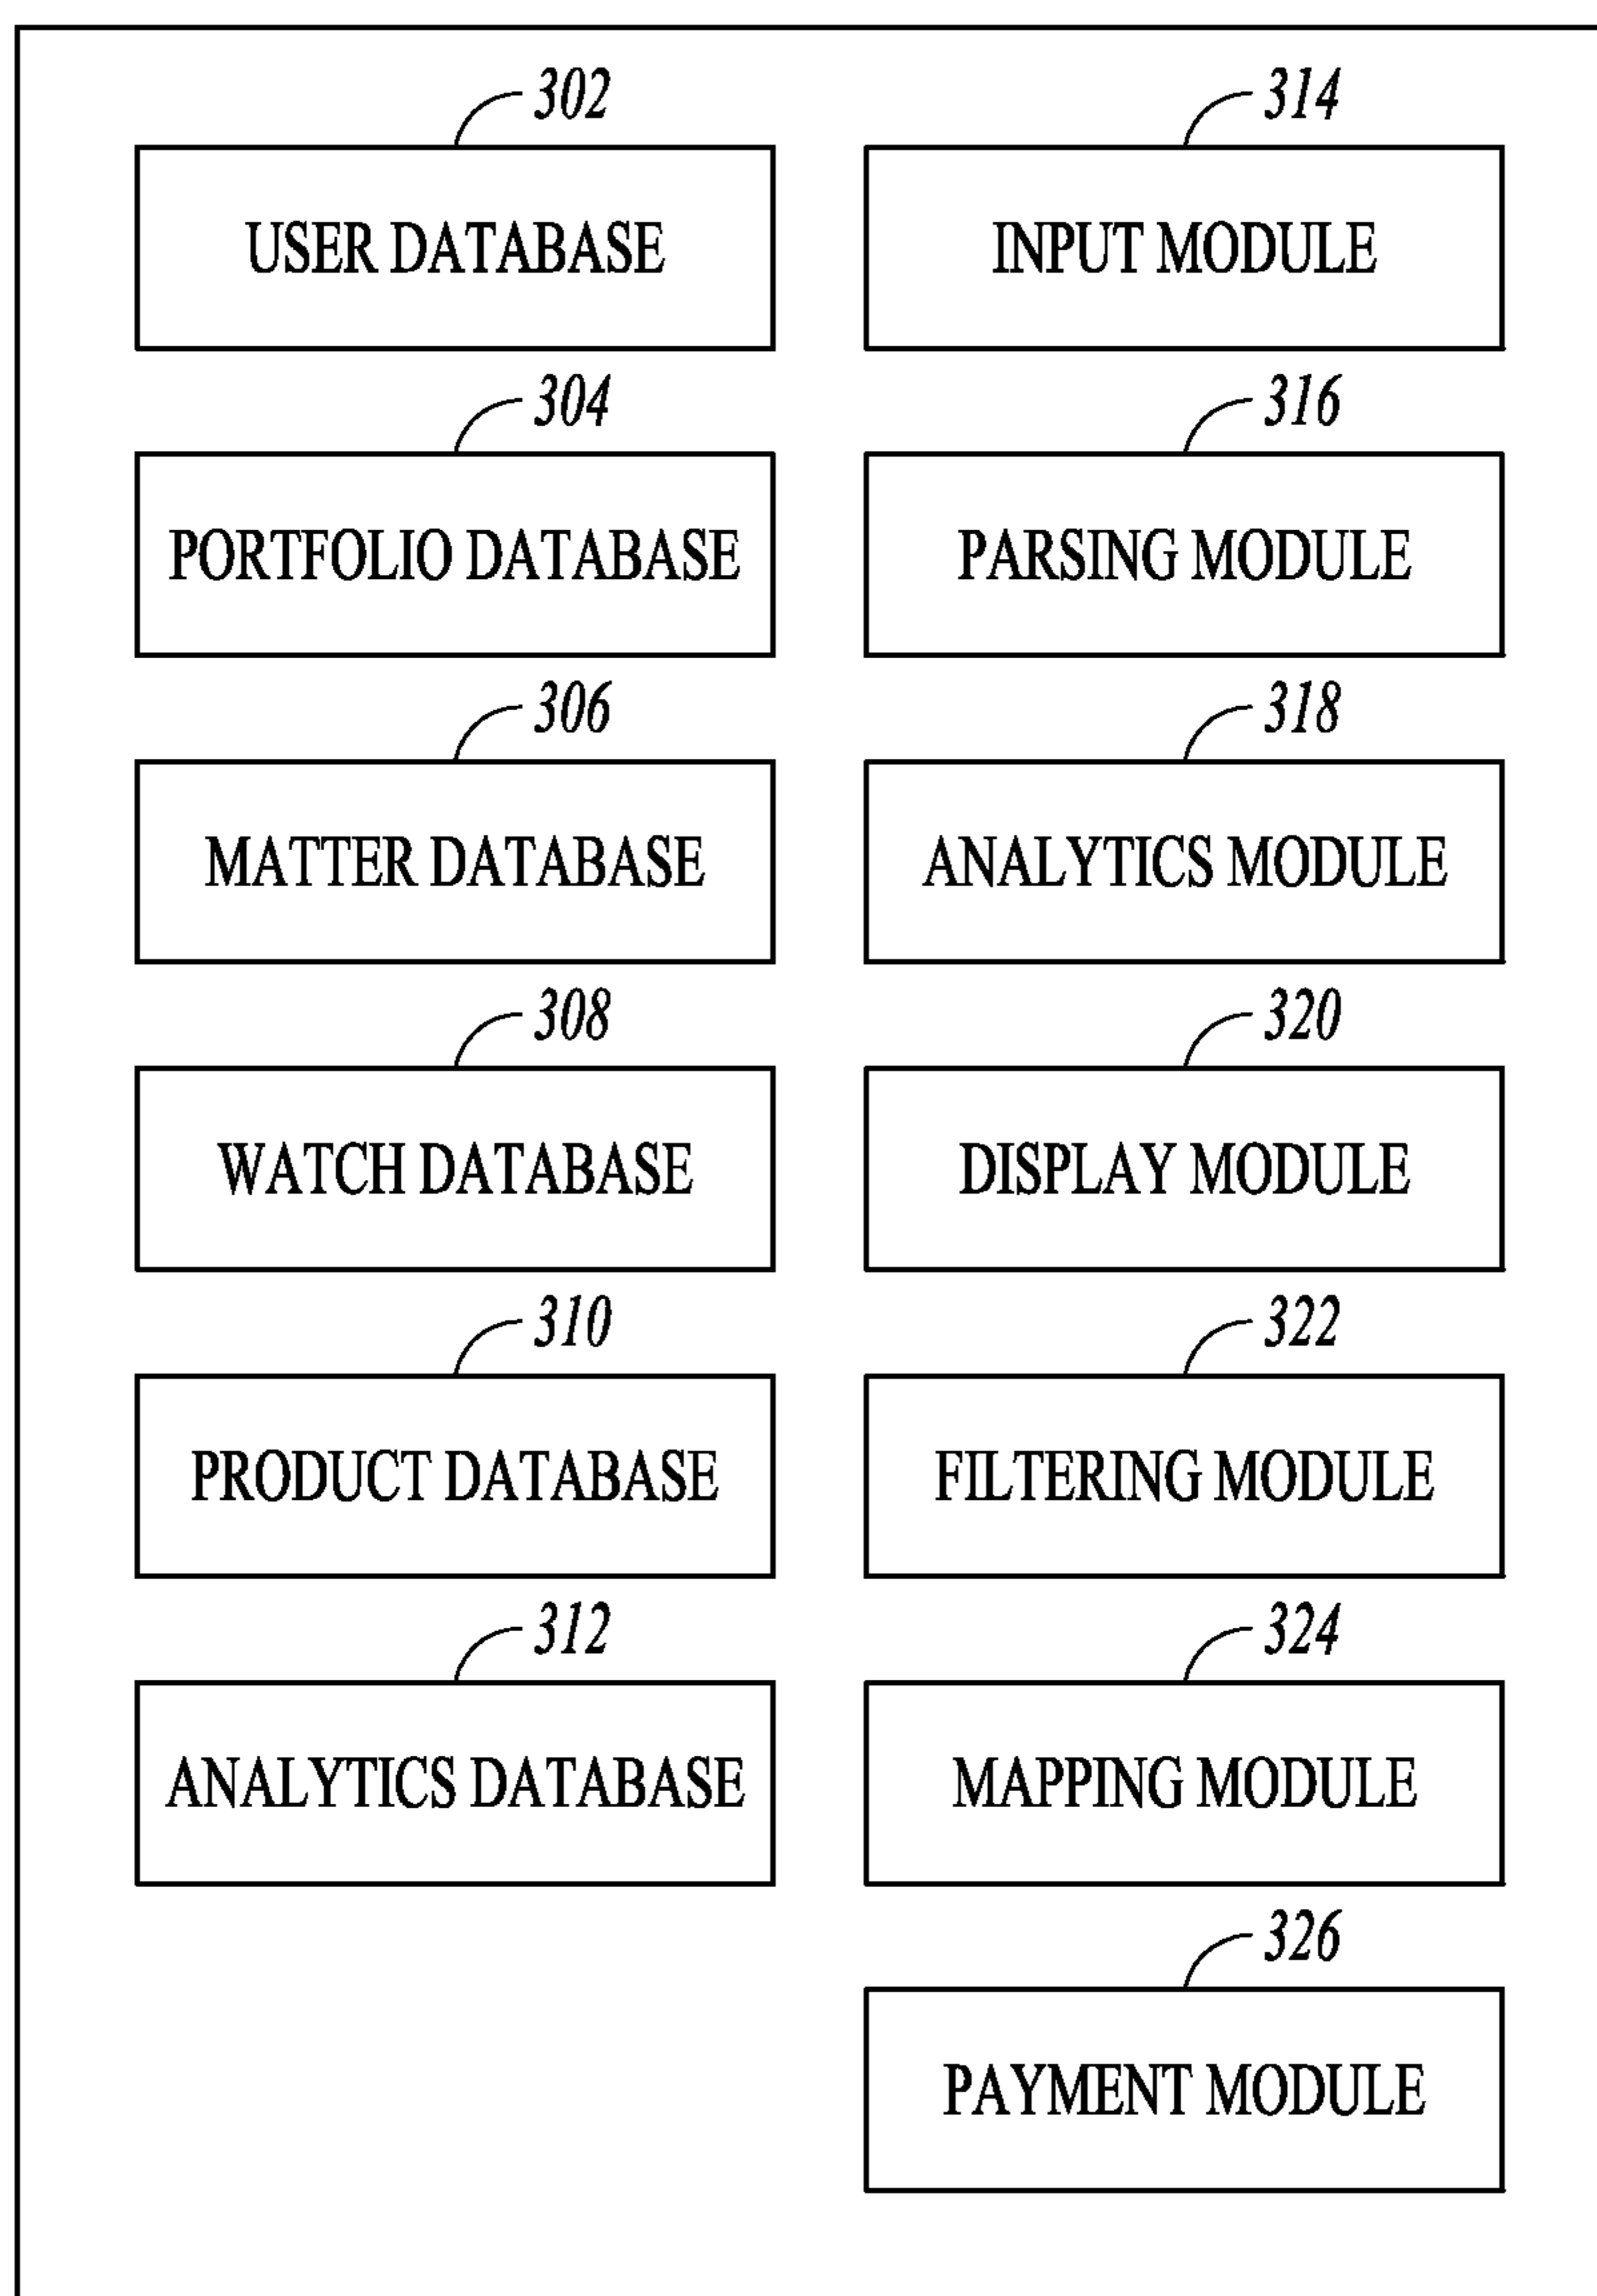 302
USER DATABASE
304
PORTFOLIO DATABASE
306
MATTER DATABASE
308
WATCH DATABASE
310
PRODUCT DATABASE
312
ANALYTICS DATABASE
314
INPUT MODULE
316
PARSING MODULE
318
ANALYTICS MODULE
320
DISPLAY MODULE
322
FILTERING MODULE
324
MAPPING MODULE
326
PAYMENT MODULE